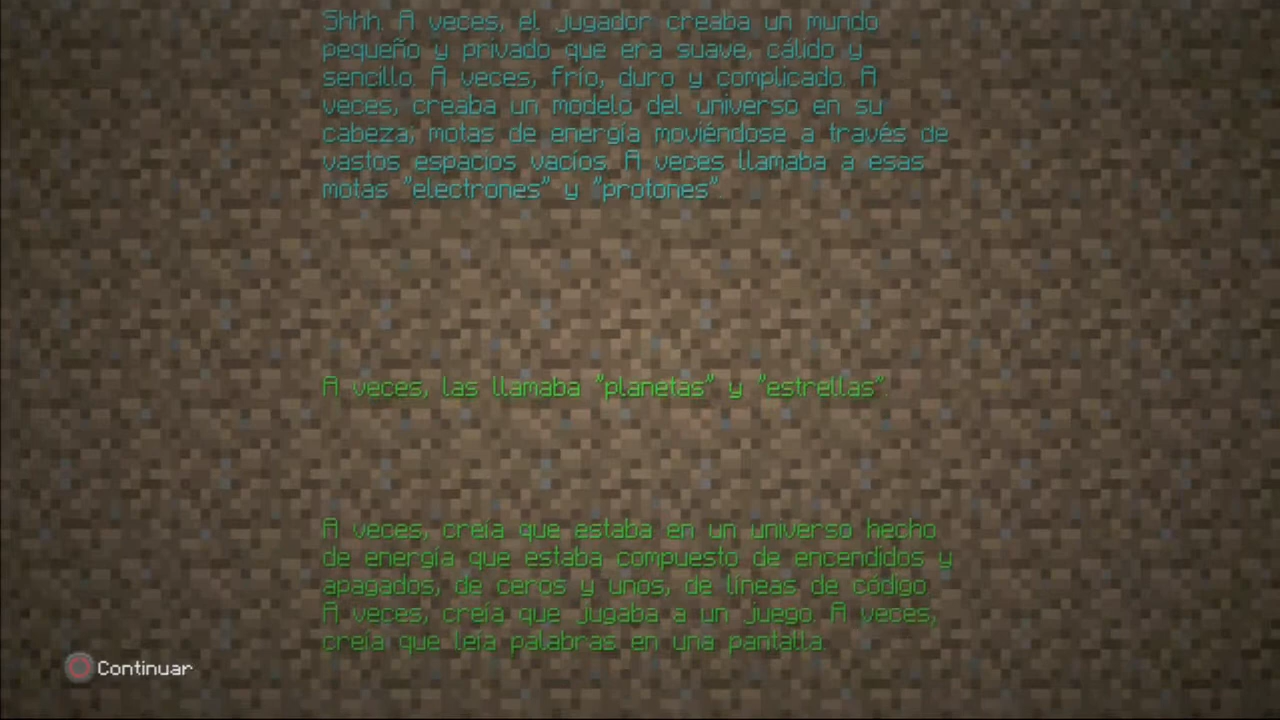 Shhh. A veces, el jugador creaba un mundo
pequeño y privado que era suave, cálido y
sencillo. A veces, frío, duro y complicado. A
veces, creaba un modelo del universo en su
cabeza; motas de energía moviéndose a través de
vastos espacios vacíos. A veces llamaba a esas
motas "electrones" y "protones".
A veces, las llamaba "planetas" y "estrellas".
A veces, creía que estaba en un universo hecho
de energía que estaba compuesto de encendidos y
apagados, de ceros y unos, de líneas de código.
A veces, creía que jugaba a un juego. A veces,
creía que leía palabras en una pantalla.
Continuar